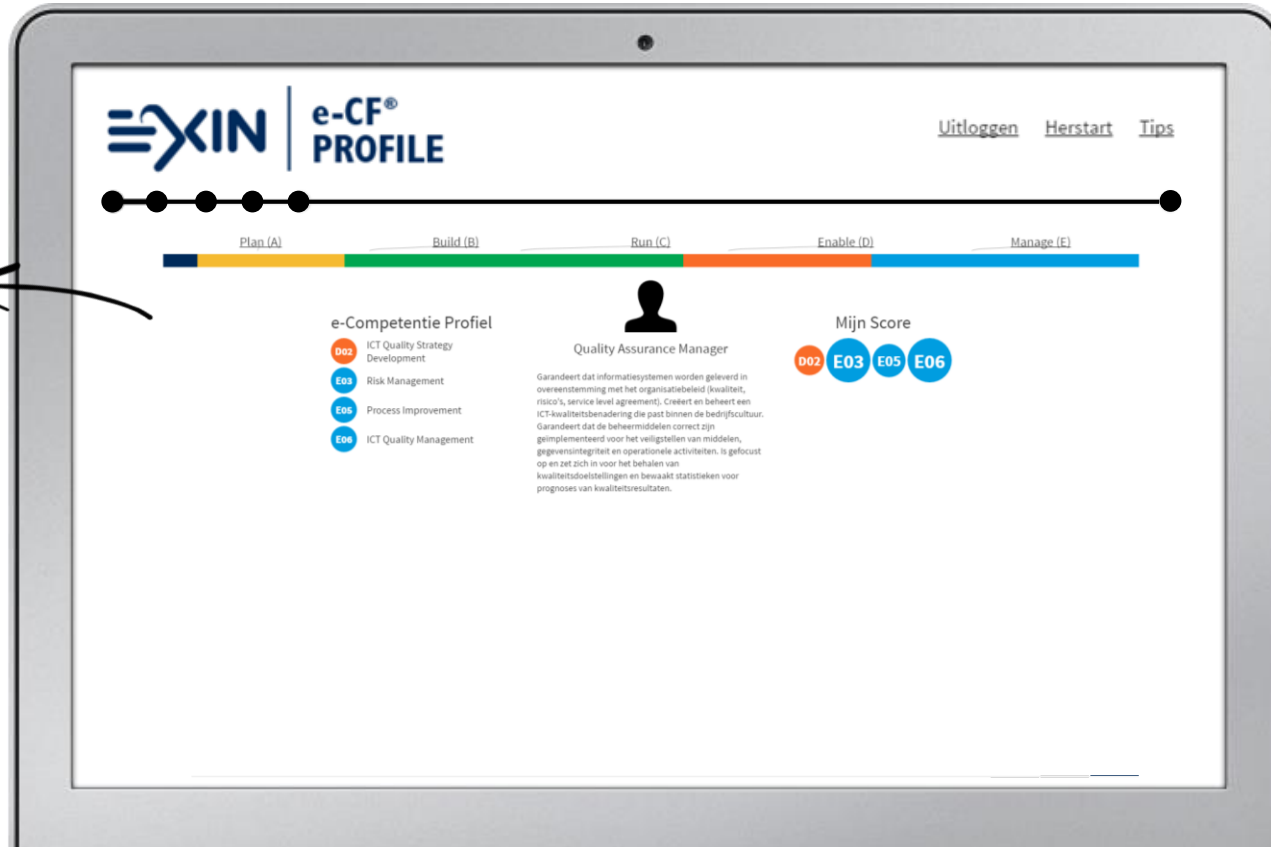 EXIN
e-CF®
PROFILE
Uitloggen Herstart Tips
Plan (A) Build (B) Run (C) Enable (D) Manage (E)
e-Competentie Profiel
D02 ICT Quality Strategy
Development
E03 Risk Management
E05 Process Improvement
E06 ICT Quality Management
Quality Assurance Manager
Garandeert dat informatiesystemen worden geleverd in
overeenstemming met het organisatiebeleid (kwaliteit,
risico's, service level agreement). Creëert en beheert een
ICT-kwaliteitsbenadering die past binnen de bedrijfscultuur.
Garandeert dat de beheermiddelen correct zijn
geïmplementeerd voor het veiligstellen van middelen,
gegevensintegriteit en operationele activiteiten. Is gefocust
op en zet zich in voor het behalen van
kwaliteitsdoelstellingen en bewaakt statistieken voor
prognoses van kwaliteitsresultaten.
Mijn Score
D02 E03 E05 E06